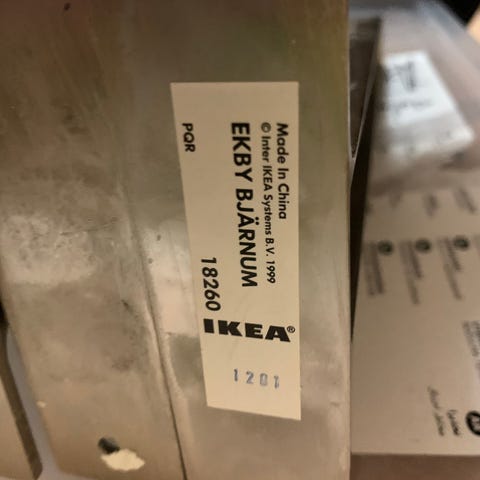 Made In China
© Inter IKEA Systems B.V. 1999
EKBY BJÄRNUM
18260
PQR
IKEA®
1201